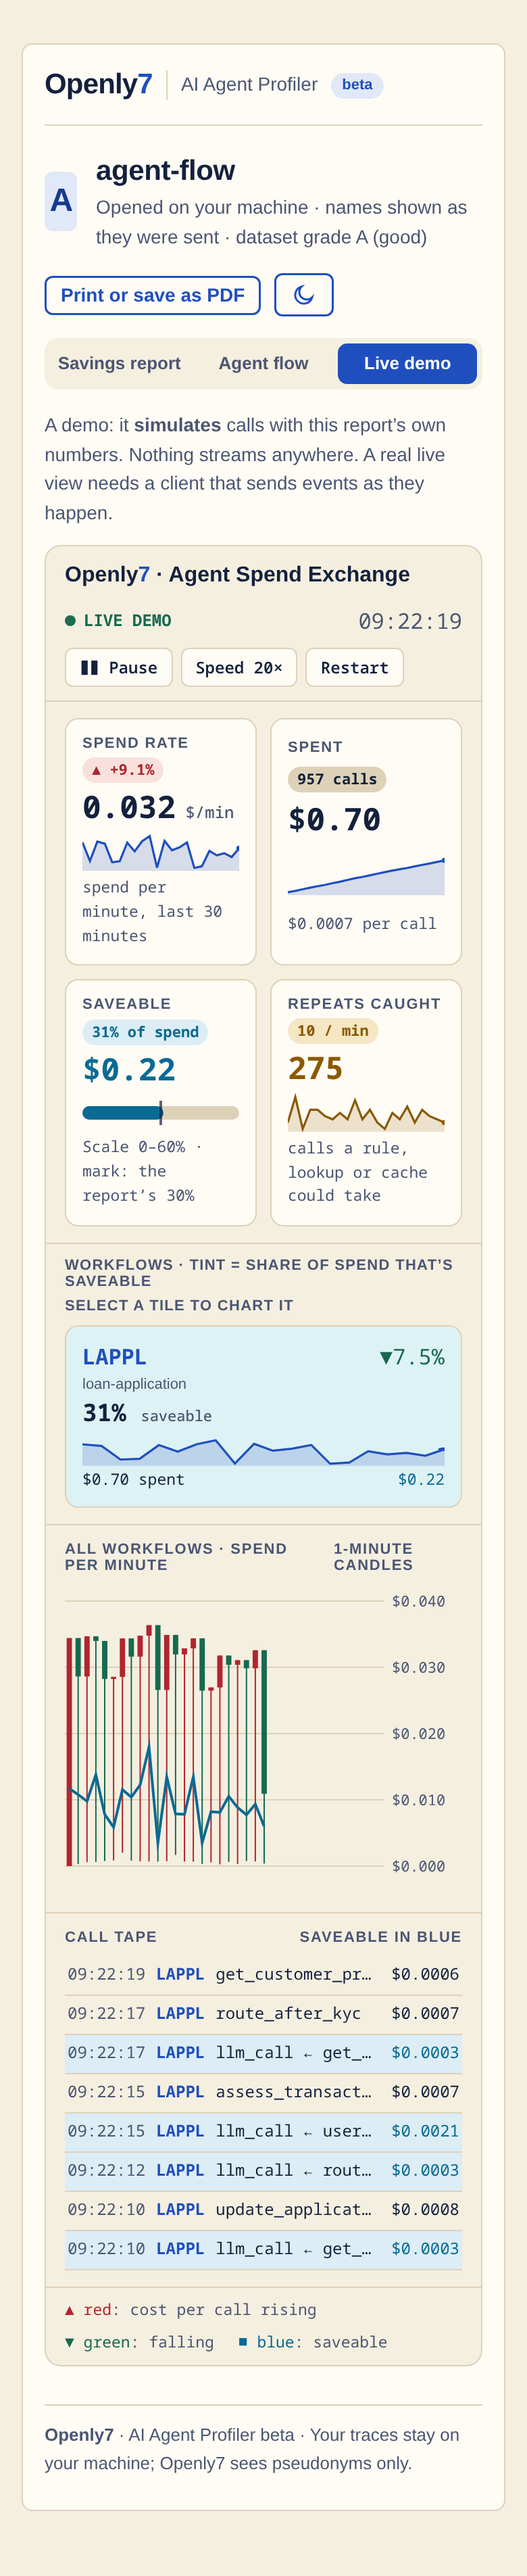 Openly7 AI Agent Profiler beta
A
agent-flow
Opened on your machine · names shown as
they were sent · dataset grade A (good)
Print or save as PDF
Savings report Agent flow Live demo
A demo: it simulates calls with this report’s own
numbers. Nothing streams anywhere. A real live
view needs a client that sends events as they
happen.
Openly7 · Agent Spend Exchange
● LIVE DEMO 09:22:19
▮▮ Pause Speed 20× Restart
SPEND RATE
▲ +9.1%
0.032 $/min
spend per
minute, last 30
minutes
SPENT
957 calls
$0.70
$0.0007 per call
SAVEABLE
31% of spend
$0.22
Scale 0–60% ·
mark: the
report’s 30%
REPEATS CAUGHT
10 / min
275
calls a rule,
lookup or cache
could take
WORKFLOWS · TINT = SHARE OF SPEND THAT’S
SAVEABLE
SELECT A TILE TO CHART IT
LAPPL ▼7.5%
loan-application
31% saveable
$0.70 spent $0.22
ALL WORKFLOWS · SPEND
PER MINUTE
1-MINUTE
CANDLES
$0.040
$0.030
$0.020
$0.010
$0.000
CALL TAPE SAVEABLE IN BLUE
09:22:19 LAPPL get_customer_pr… $0.0006
09:22:17 LAPPL route_after_kyc $0.0007
09:22:17 LAPPL llm_call ← get_… $0.0003
09:22:15 LAPPL assess_transact… $0.0007
09:22:15 LAPPL llm_call ← user… $0.0021
09:22:12 LAPPL llm_call ← rout… $0.0003
09:22:10 LAPPL update_applicat… $0.0008
09:22:10 LAPPL llm_call ← get_… $0.0003
▲ red: cost per call rising
▼ green: falling ■ blue: saveable
Openly7 · AI Agent Profiler beta · Your traces stay on
your machine; Openly7 sees pseudonyms only.